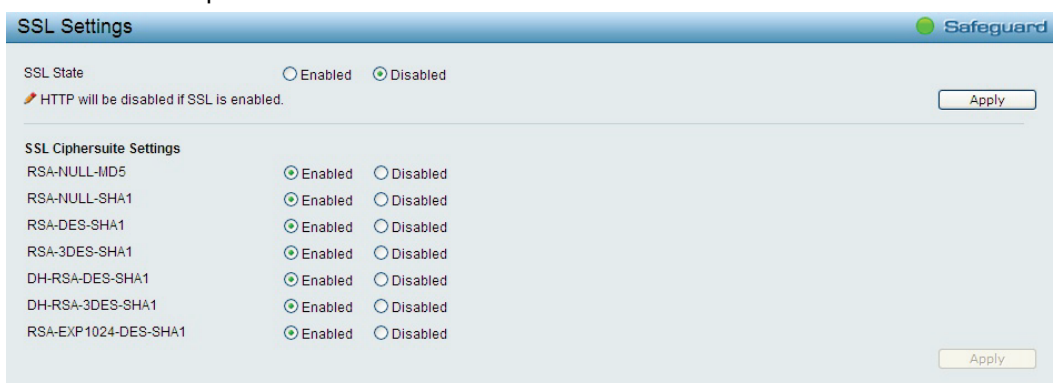 SSL Settings Safeguard
SSL State Enabled Disabled
HTTP will be disabled if SSL is enabled. Apply
SSL Ciphersuite Settings
RSA-NULL-MD5 Enabled Disabled
RSA-NULL-SHA1 Enabled Disabled
RSA-DES-SHA1 Enabled Disabled
RSA-3DES-SHA1 Enabled Disabled
DH-RSA-DES-SHA1 Enabled Disabled
DH-RSA-3DES-SHA1 Enabled Disabled
RSA-EXP1024-DES-SHA1 Enabled Disabled
Apply